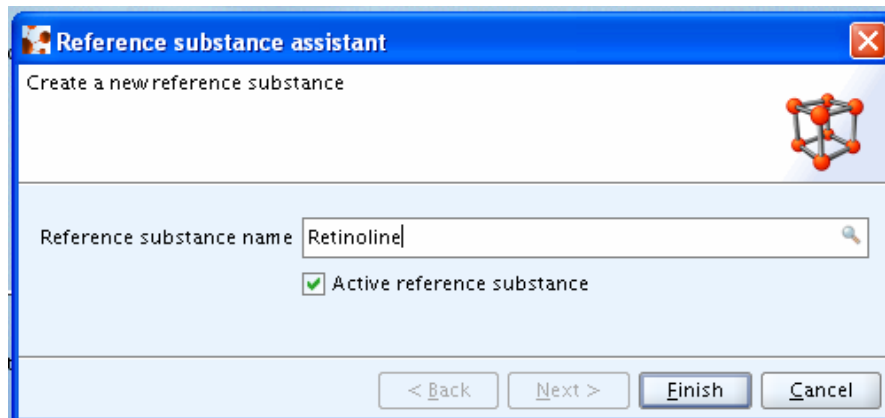 Reference substance assistant
Create a new reference substance
Reference substance name Retinoline
Active reference substance
< Back Next > Finish Cancel